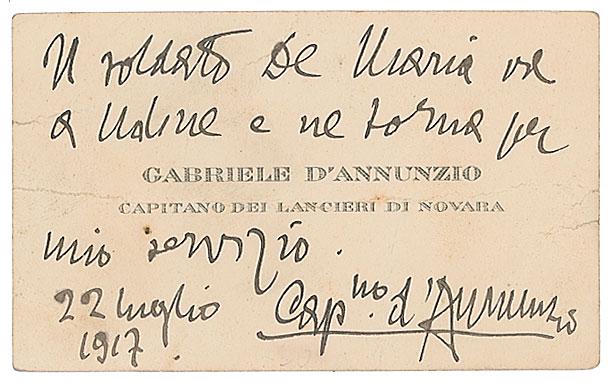 Il soldato De Maria va
a Udine e ne torna per
GABRIELE D'ANNUNZIO
CAPITANO DEI LANCIERI DI NOVARA
mio servizio.
22 luglio
1917.
Cap.no d'Annunzio